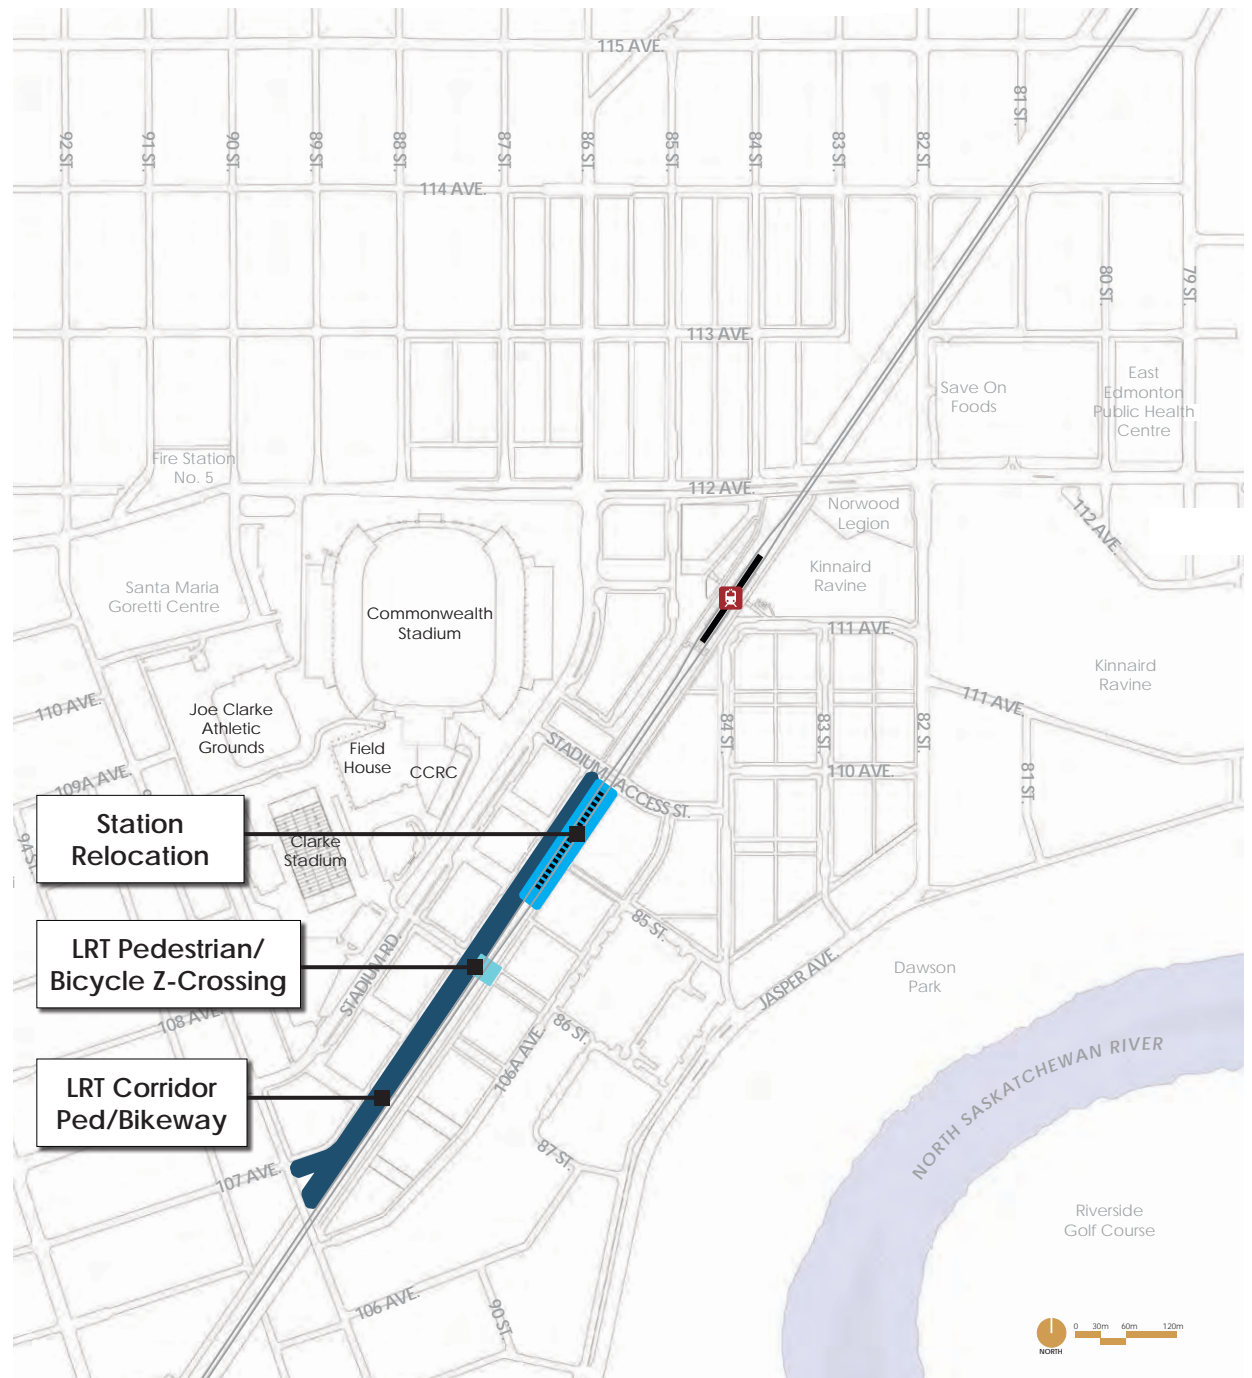 115 AVE.
92 ST.
91 ST.
90 ST.
89 ST.
88 ST.
87 ST.
86 ST.
85 ST.
84 ST.
83 ST.
82 ST.
81 ST.
114 AVE.
80 ST.
79 ST.
113 AVE.
Save On
Foods
East
Edmonton
Public Health
Centre
Fire Station
No. 5
112 AVE.
Norwood
Legion
112 AVE.
Kinnaird
Ravine
Santa Maria
Goretti Centre
Commonwealth
Stadium
111 AVE.
Kinnaird
Ravine
110 AVE.
Joe Clarke
Athletic
Grounds
Field
House
CCRC
84 ST.
83 ST.
82 ST.
111 AVE.
STADIUM ACCESS ST.
110 AVE.
81 ST.
109A AVE.
94 ST.
Station
Relocation
Clarke
Stadium
85 ST.
LRT Pedestrian/
Bicycle Z-Crossing
STADIUM RD.
JASPER AVE.
Dawson
Park
108 AVE.
86 ST.
106A AVE.
NORTH SASKATCHEWAN RIVER
LRT Corridor
Ped/Bikeway
107 AVE.
87 ST.
Riverside
Golf Course
106 AVE.
90 ST.
0 30m 60m 120m
NORTH